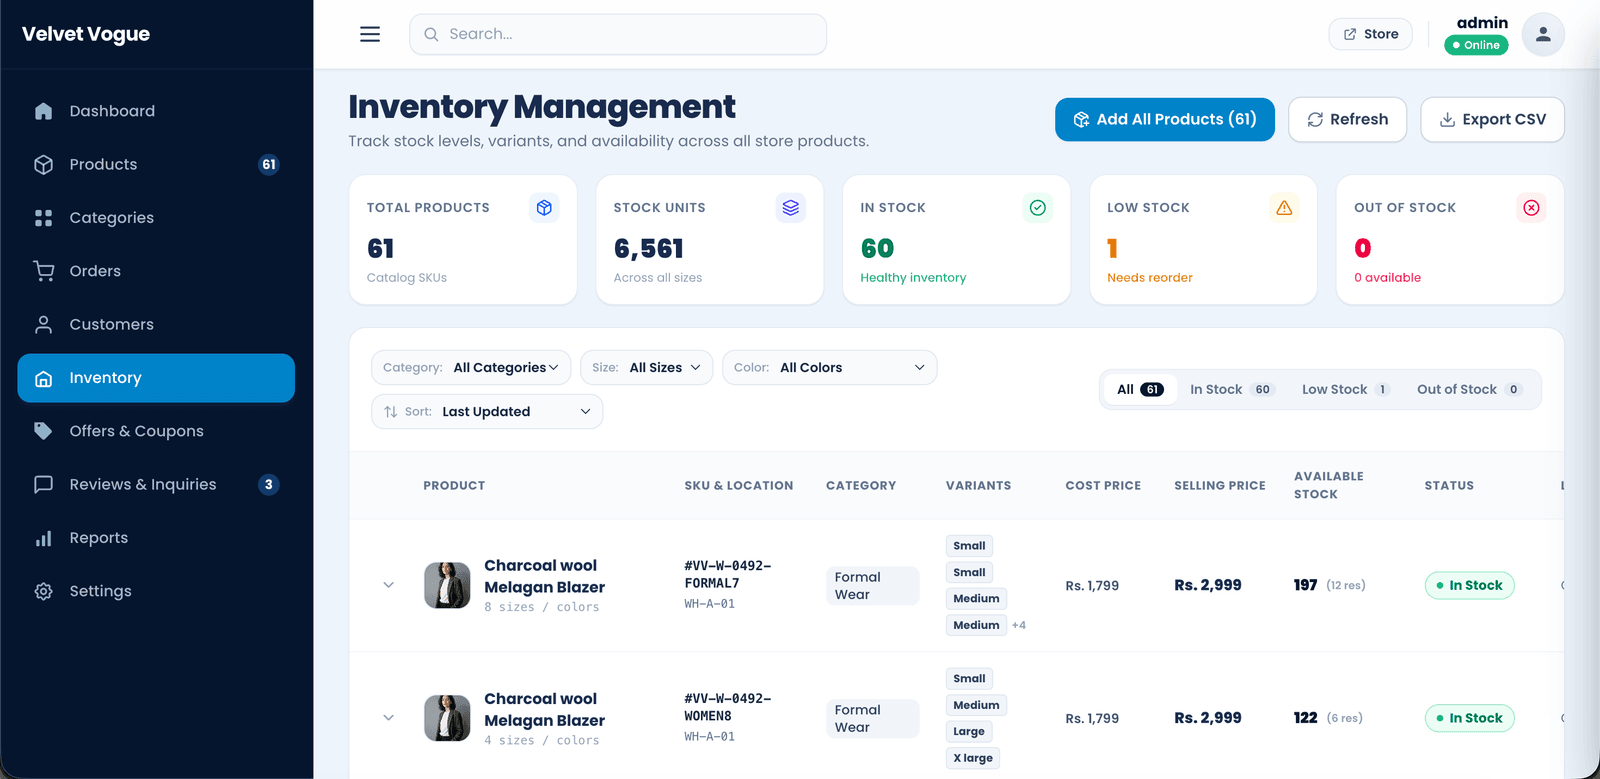 Velvet Vogue
Search...
Store
admin
Online
Dashboard
Products 61
Categories
Orders
Customers
Inventory
Offers & Coupons
Reviews & Inquiries 3
Reports
Settings
Inventory Management
Track stock levels, variants, and availability across all store products.
Add All Products (61)
Refresh
Export CSV
TOTAL PRODUCTS
61
Catalog SKUs
STOCK UNITS
6,561
Across all sizes
IN STOCK
60
Healthy inventory
LOW STOCK
1
Needs reorder
OUT OF STOCK
0
0 available
Category: All Categories
Size: All Sizes
Color: All Colors
Sort: Last Updated
All 61
In Stock 60
Low Stock 1
Out of Stock 0
PRODUCT
SKU & LOCATION
CATEGORY
VARIANTS
COST PRICE
SELLING PRICE
AVAILABLE
STOCK
STATUS
Charcoal wool
Melagan Blazer
8 sizes / colors
#VV-W-0492-
FORMAL7
WH-A-01
Formal
Wear
Small
Small
Medium
Medium +4
Rs. 1,799
Rs. 2,999
197 (12 res)
In Stock
Charcoal wool
Melagan Blazer
4 sizes / colors
#VV-W-0492-
WOMEN8
WH-A-01
Formal
Wear
Small
Medium
Large
X large
Rs. 1,799
Rs. 2,999
122 (6 res)
In Stock